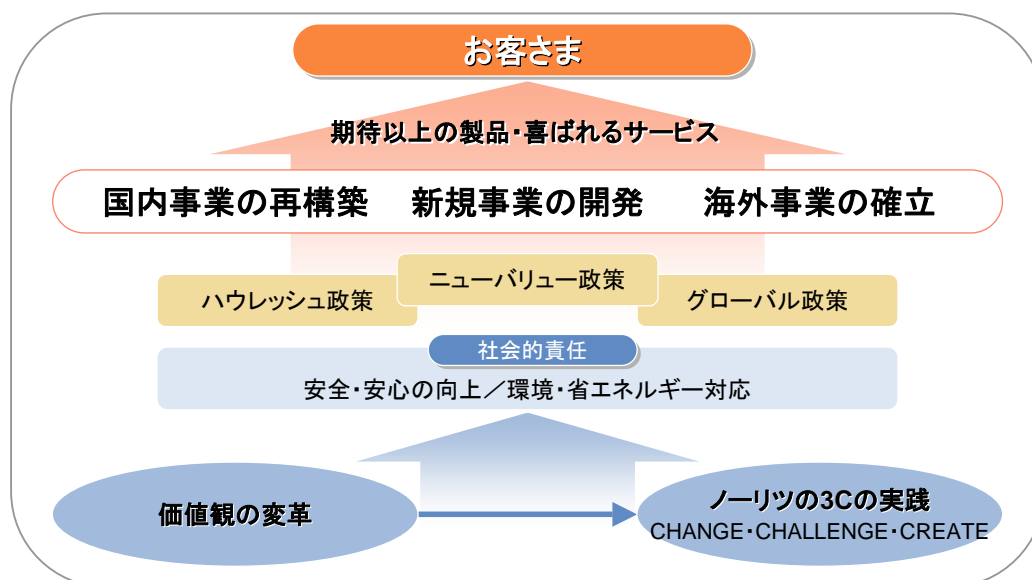 お客さま
期待以上の製品・喜ばれるサービス
国内事業の再構築 新規事業の開発 海外事業の確立
ニューバリュー政策
ハウレッシュ政策 グローバル政策
社会的責任
安全・安心の向上／環境・省エネルギー対応
価値観の変革
ノーリツの3Cの実践
CHANGE・CHALLENGE・CREATE